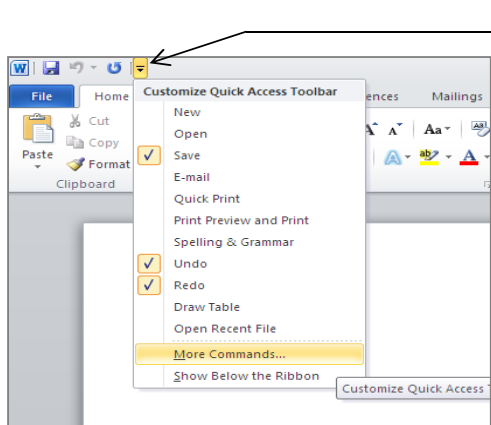 W
File
Home
Customize Quick Access Toolbar
ences
Mailings
Cut
Copy
Format
Paste
Clipboard
Aa
New
Open
Save
E-mail
Quick Print
Print Preview and Print
Spelling & Grammar
Undo
Redo
Draw Table
Open Recent File
More Commands...
Show Below the Ribbon
Customize Quick Access